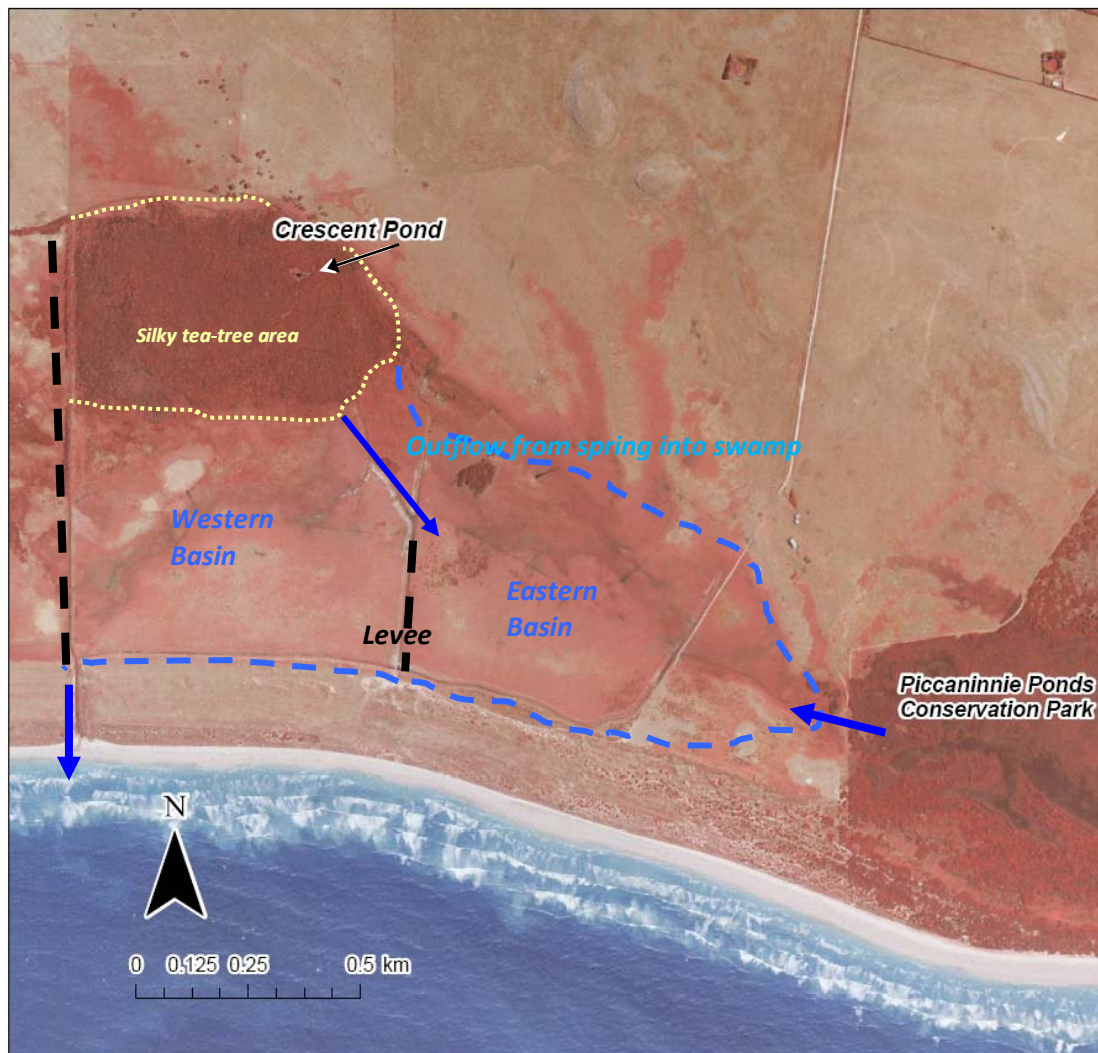 Crescent Pond
Silky tea-tree area
Outflow from spring into swamp
Western
Basin
Eastern
Basin
Levee
Piccaninnie Ponds
Conservation Park
N
0 0.125 0.25 0.5 km